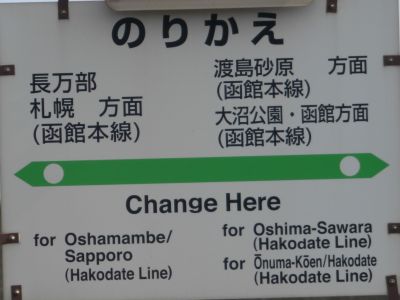 のりかえ
長万部
札幌 方面
(函館本線)
渡島砂原 方面
(函館本線)
大沼公園・函館方面
(函館本線)
Change Here
for Oshamambe/
Sapporo
(Hakodate Line)
for Oshima-Sawara
(Hakodate Line)
for Ōnuma-Kōen/Hakodate
(Hakodate Line)